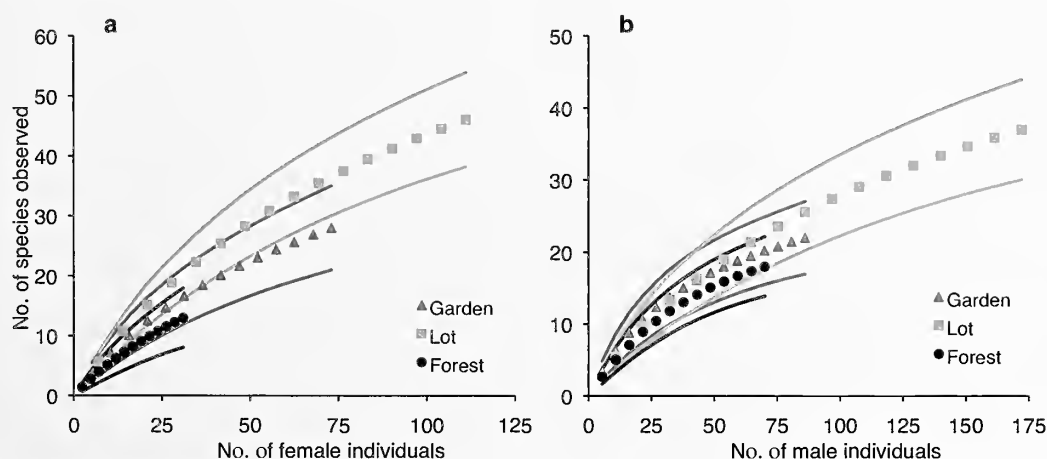 a
60
50
40
30
20
10
0
No. of species observed
Garden
Lot
Forest
0 25 50 75 100 125
No. of female individuals
b
50
40
30
20
10
0
Garden
Lot
Forest
0 25 50 75 100 125 150 175
No. of male individuals